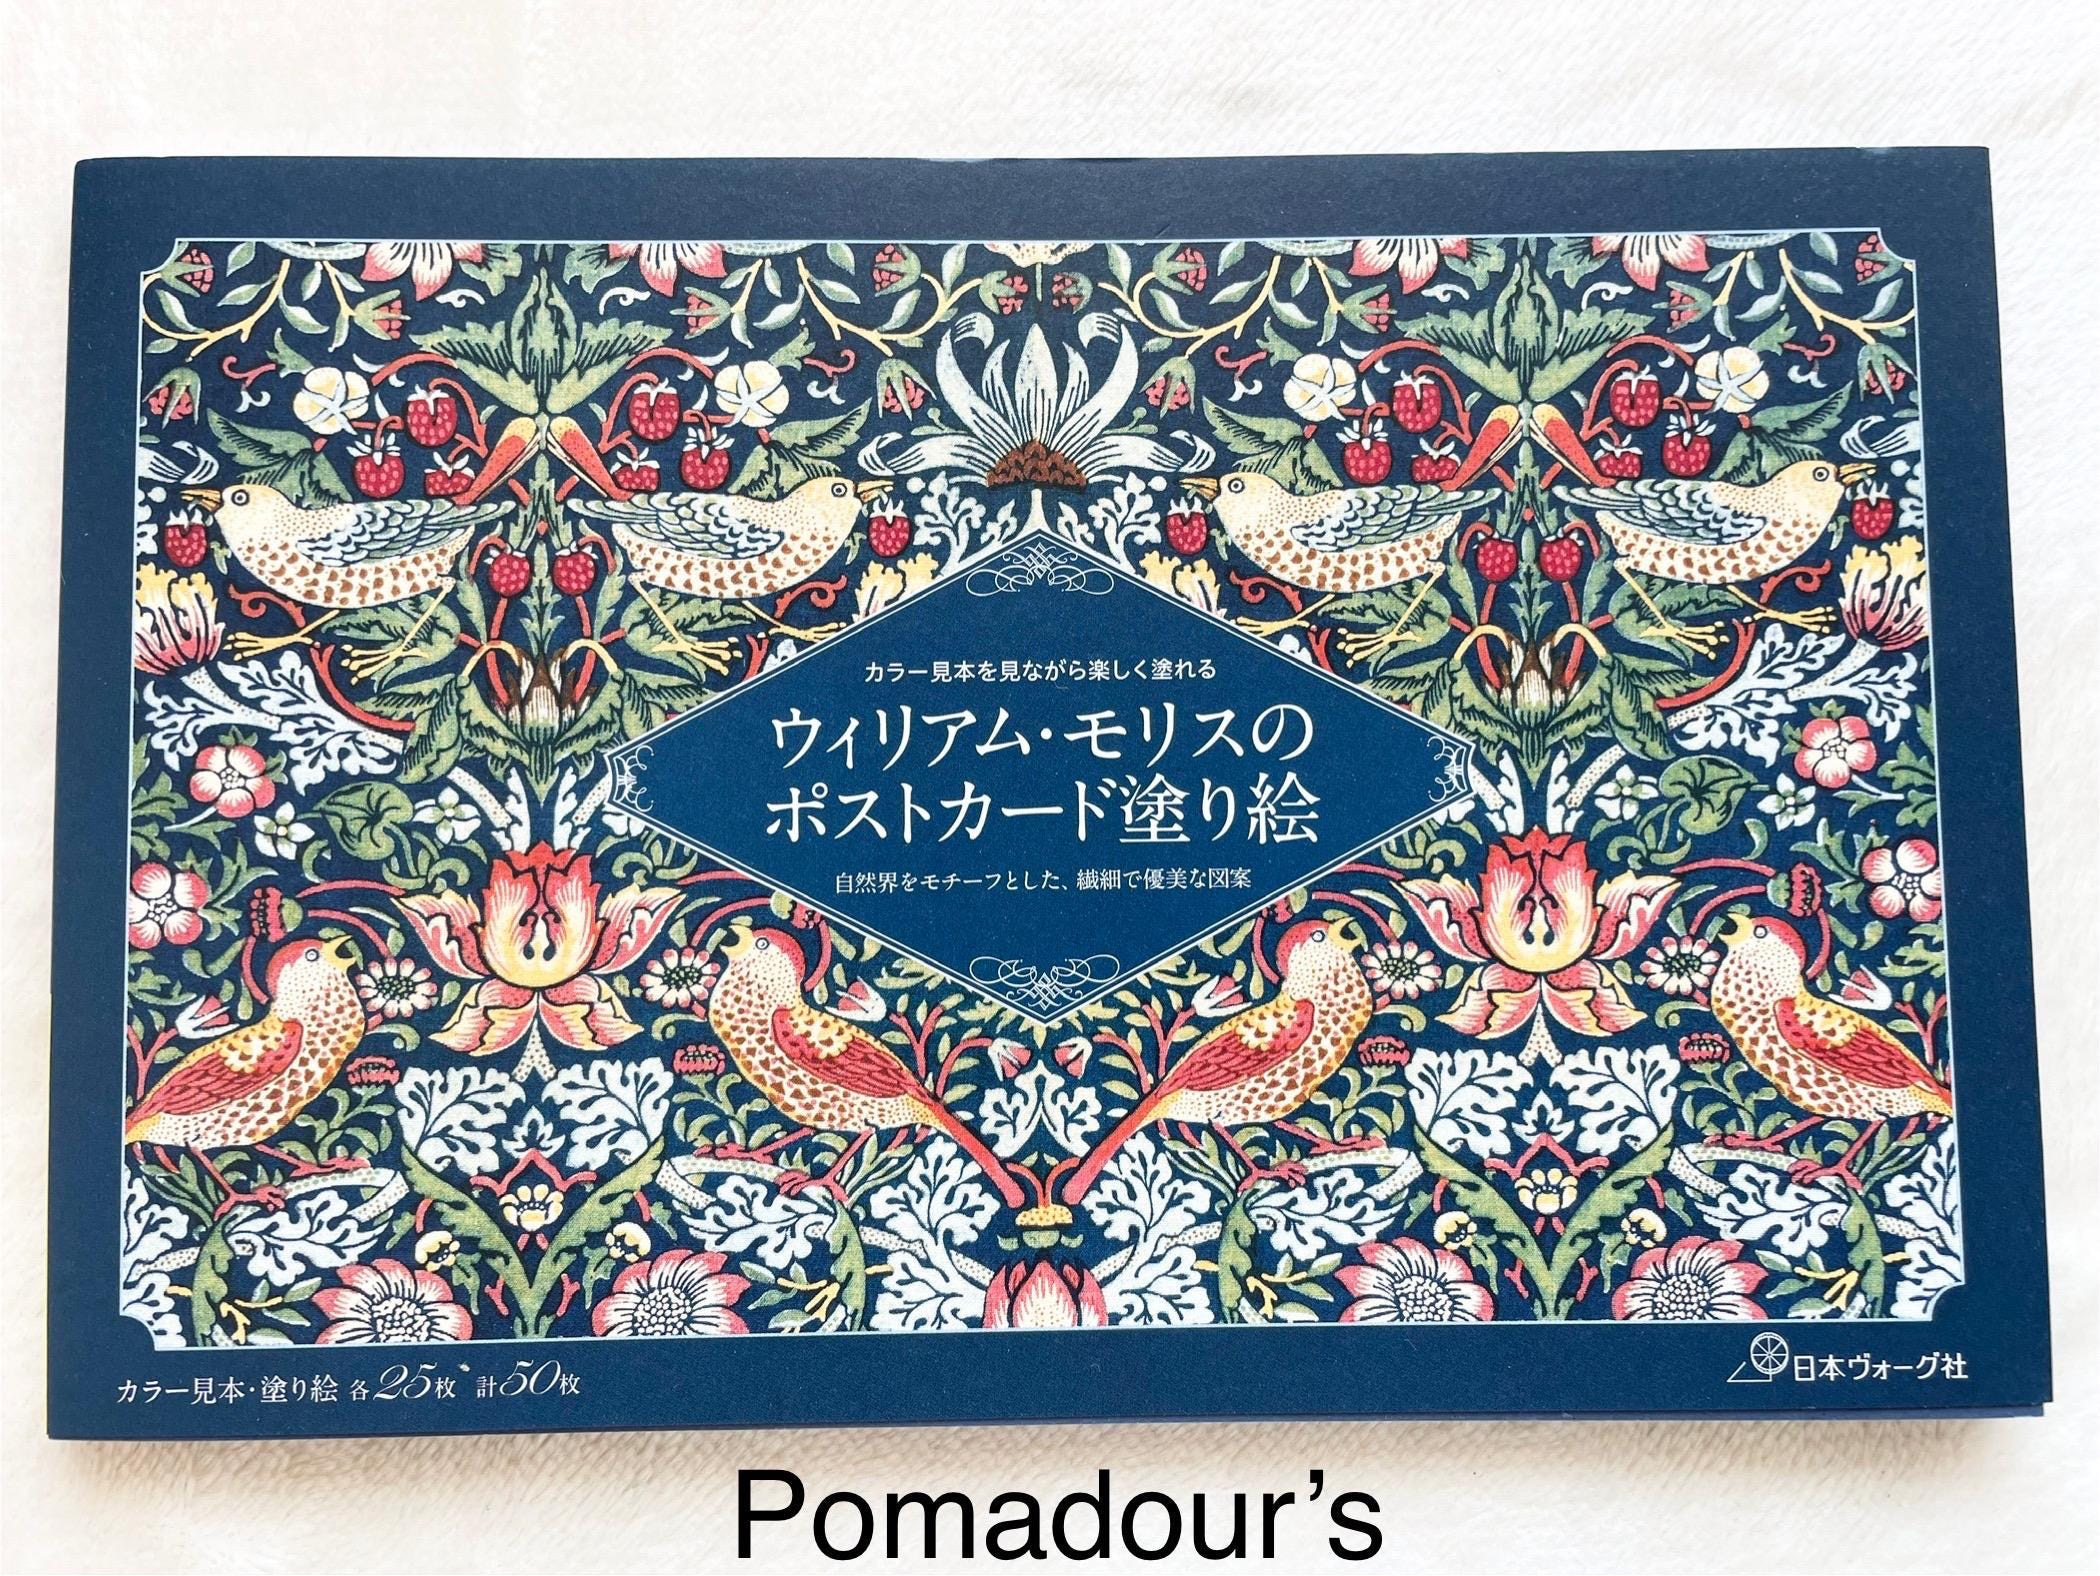 カラー見本を見ながら楽しく塗れる
ウィリアム・モリスの
ポストカード塗り絵
自然界をモチーフとした、繊細で優美な図案
カラー見本・塗り絵 各25枚 計50枚
日本ヴォーグ社
Pomadour’s